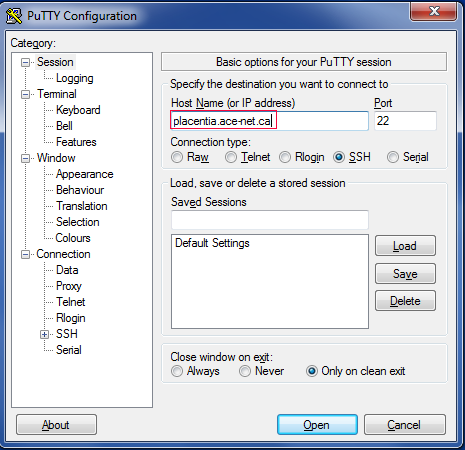 PuTTY Configuration
Category:
Session
Logging
Terminal
Keyboard
Bell
Features
Window
Appearance
Behaviour
Translation
Selection
Colours
Connection
Data
Proxy
Telnet
Rlogin
SSH
Serial
Basic options for your PuTTY session
Specify the destination you want to connect to
Host Name (or IP address) Port
placentia.ace-net.ca 22
Connection type:
Raw Telnet Rlogin SSH Serial
Load, save or delete a stored session
Saved Sessions
Default Settings
Load
Save
Delete
Close window on exit:
Always Never Only on clean exit
About Open Cancel